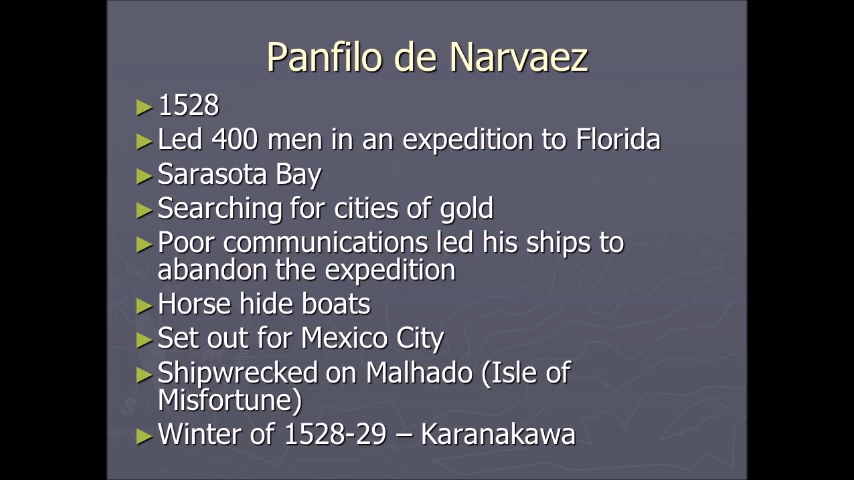 Panfilo de Narvaez
►1528
►Led 400 men in an expedition to Florida
►Sarasota Bay
►Searching for cities of gold
►Poor communications led his ships to
abandon the expedition
►Horse hide boats
►Set out for Mexico City
►Shipwrecked on Malhado (Isle of
Misfortune)
►Winter of 1528-29 – Karanakawa